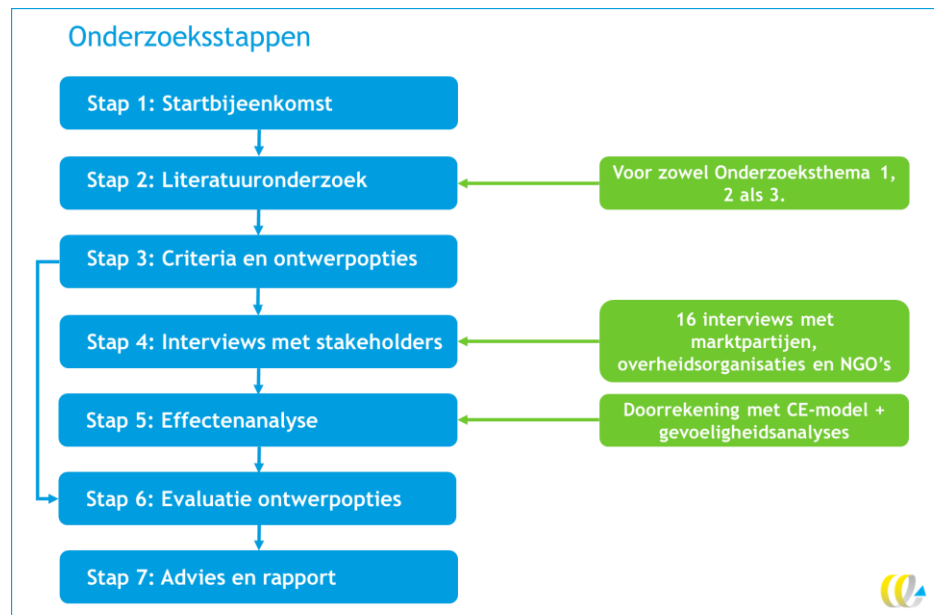 Onderzoeksstappen
Stap 1: Startbijeenkomst
Stap 2: Literatuuronderzoek
Voor zowel Onderzoeksthema 1,
2 als 3.
Stap 3: Criteria en ontwerpopties
Stap 4: Interviews met stakeholders
16 interviews met
marktpartijen,
overheidsorganisaties en NGO’s
Stap 5: Effectenanalyse
Doorrekening met CE-model +
gevoeligheidsanalyses
Stap 6: Evaluatie ontwerpopties
Stap 7: Advies en rapport